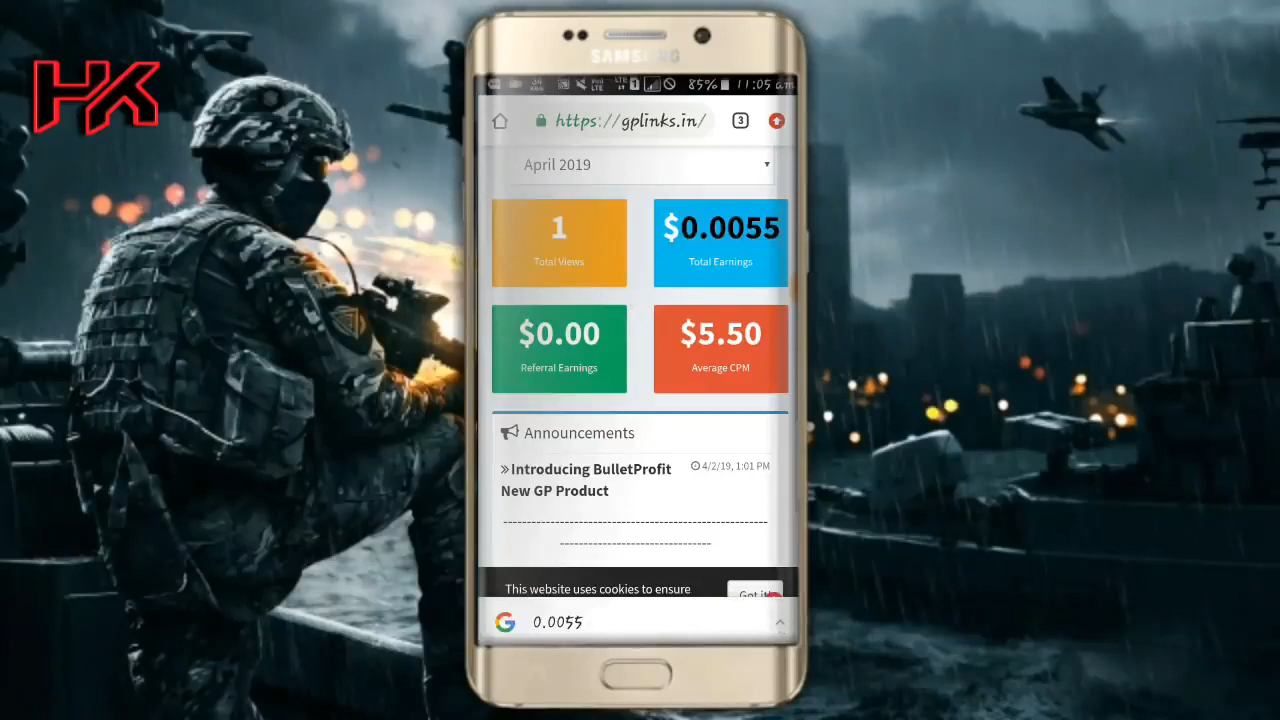 HK
SAMSUNG
85% 11:05 am
https://gplinks.in/
3
April 2019
1
Total Views
$0.0055
Total Earnings
$0.00
Referral Earnings
$5.50
Average CPM
Announcements
»Introducing BulletProfit
4/2/19, 1:01 PM
New GP Product
---------------------------------------------------------
---------------------------------
This website uses cookies to ensure
Got it!
G
0.0055